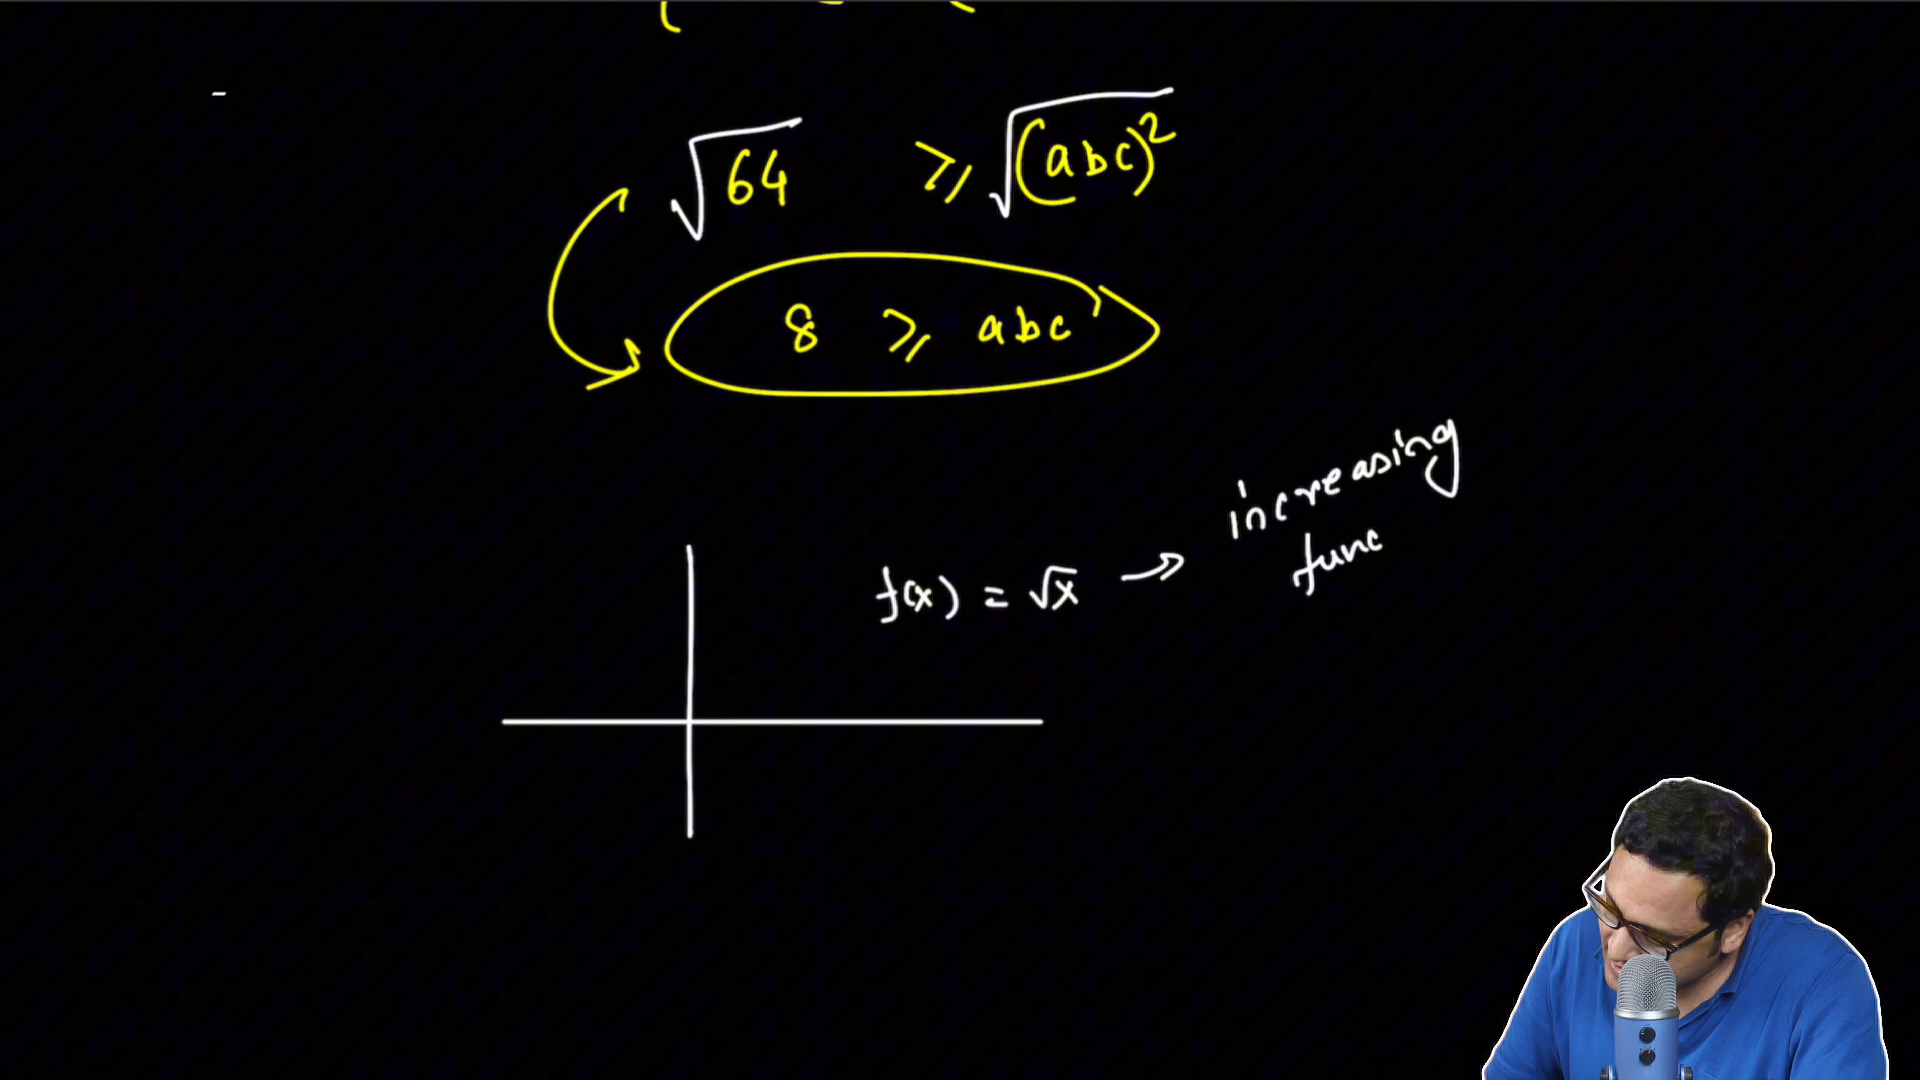 √64 ⩾ √(abc)²
8 ⩾ abc
increasing
func
f(x) = √x →